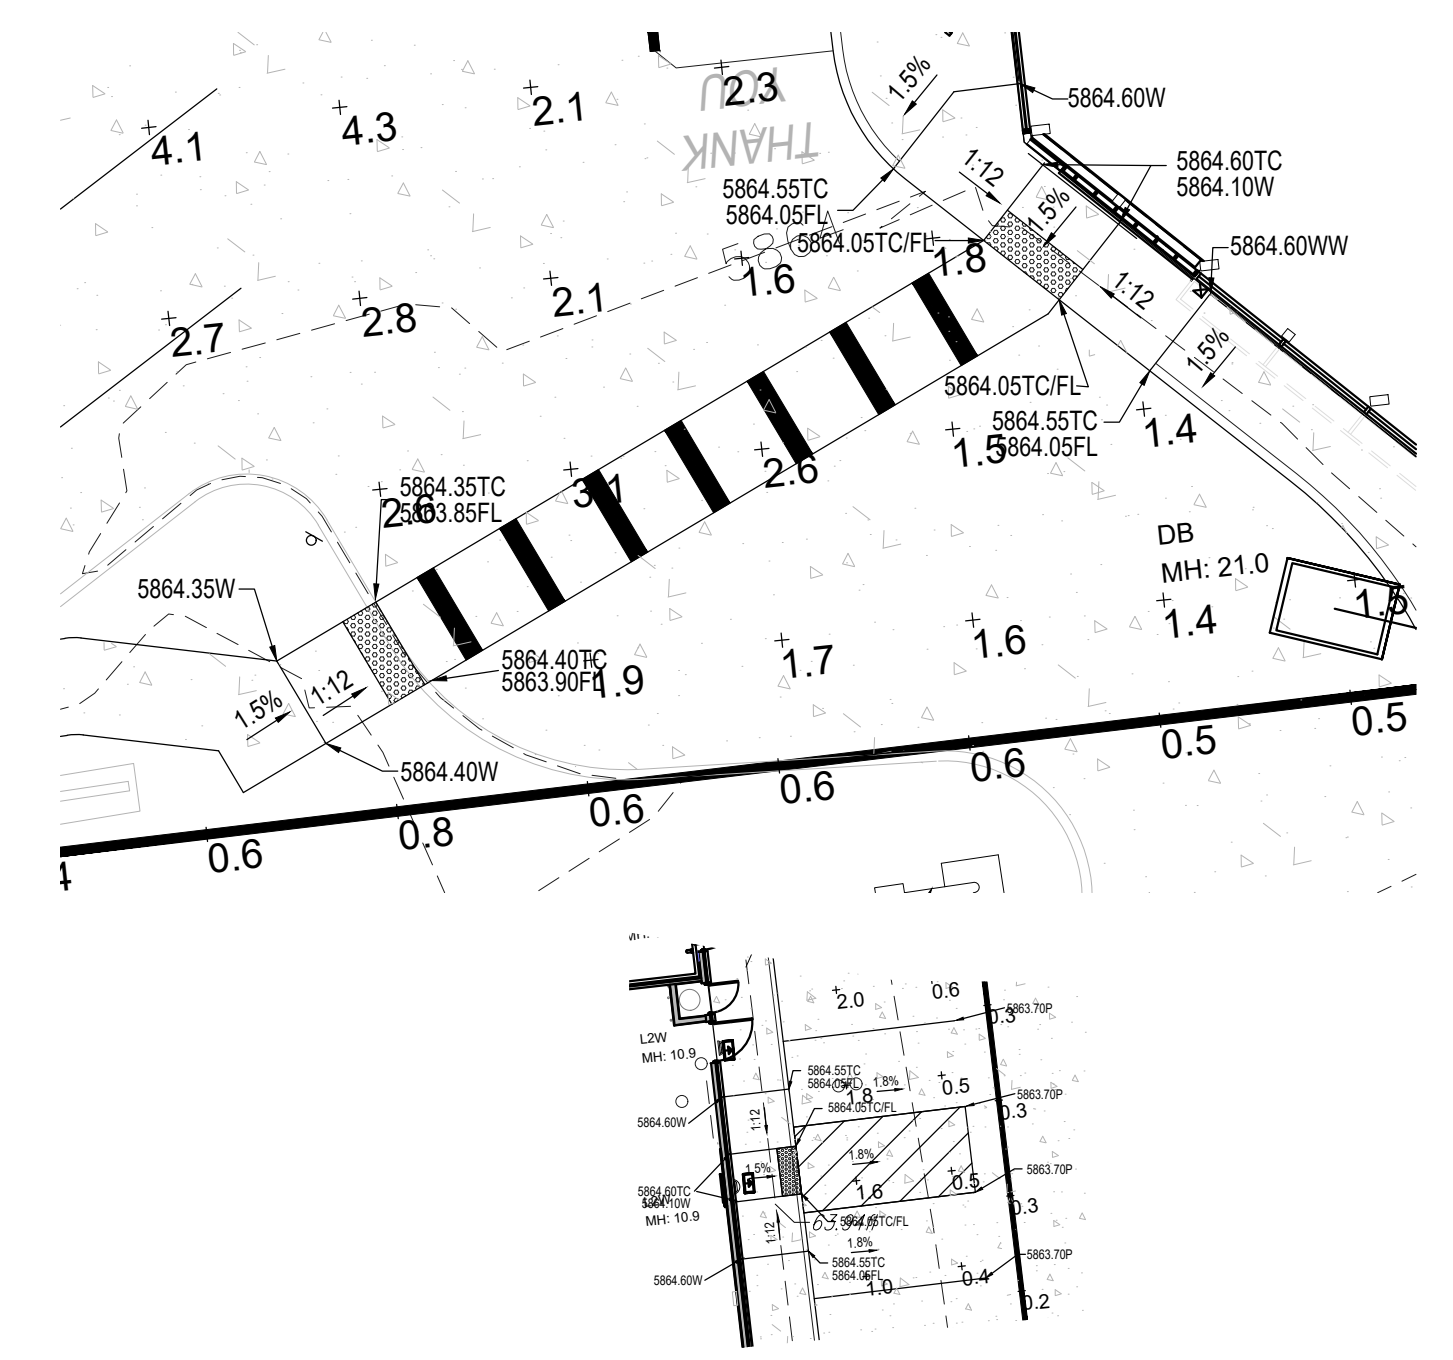 2.3
YOU
THANK
1.5%
5864.60W
4.1
4.3
2.1
1:12
5864.60TC
5864.10W
5864.55TC
5864.05FL
1.5%
5864.05TC/FL
5864.60WW
1.8
1.6
2.1
2.8
2.7
1:12
1.5%
5864.05TC/FL
5864.55TC
5864.05FL
1.5
1.4
2.6
3.1
5864.35TC
5863.85FL
2.6
DB
MH: 21.0
1.5
5864.35W
1.4
1.6
1.7
5864.40TC
5863.90FL
1.9
1:12
1.5%
5864.40W
0.5
0.5
0.6
0.6
0.6
0.8
0.6
4
2.0
0.6
0.3
5863.70P
L2W
MH: 10.9
5864.55TC
5864.05FL
1.8%
1.8
0.5
5863.70P
0.3
5864.05TC/FL
5864.60W
1:12
1.8%
1.5%
1.6
0.5
5863.70P
0.3
5864.60TC
5864.10W
L2W
MH: 10.9
63.94ft
5864.05TC/FL
1:12
1.8%
5863.70P
5864.55TC
5864.05FL
5864.60W
1.0
0.4
0.2